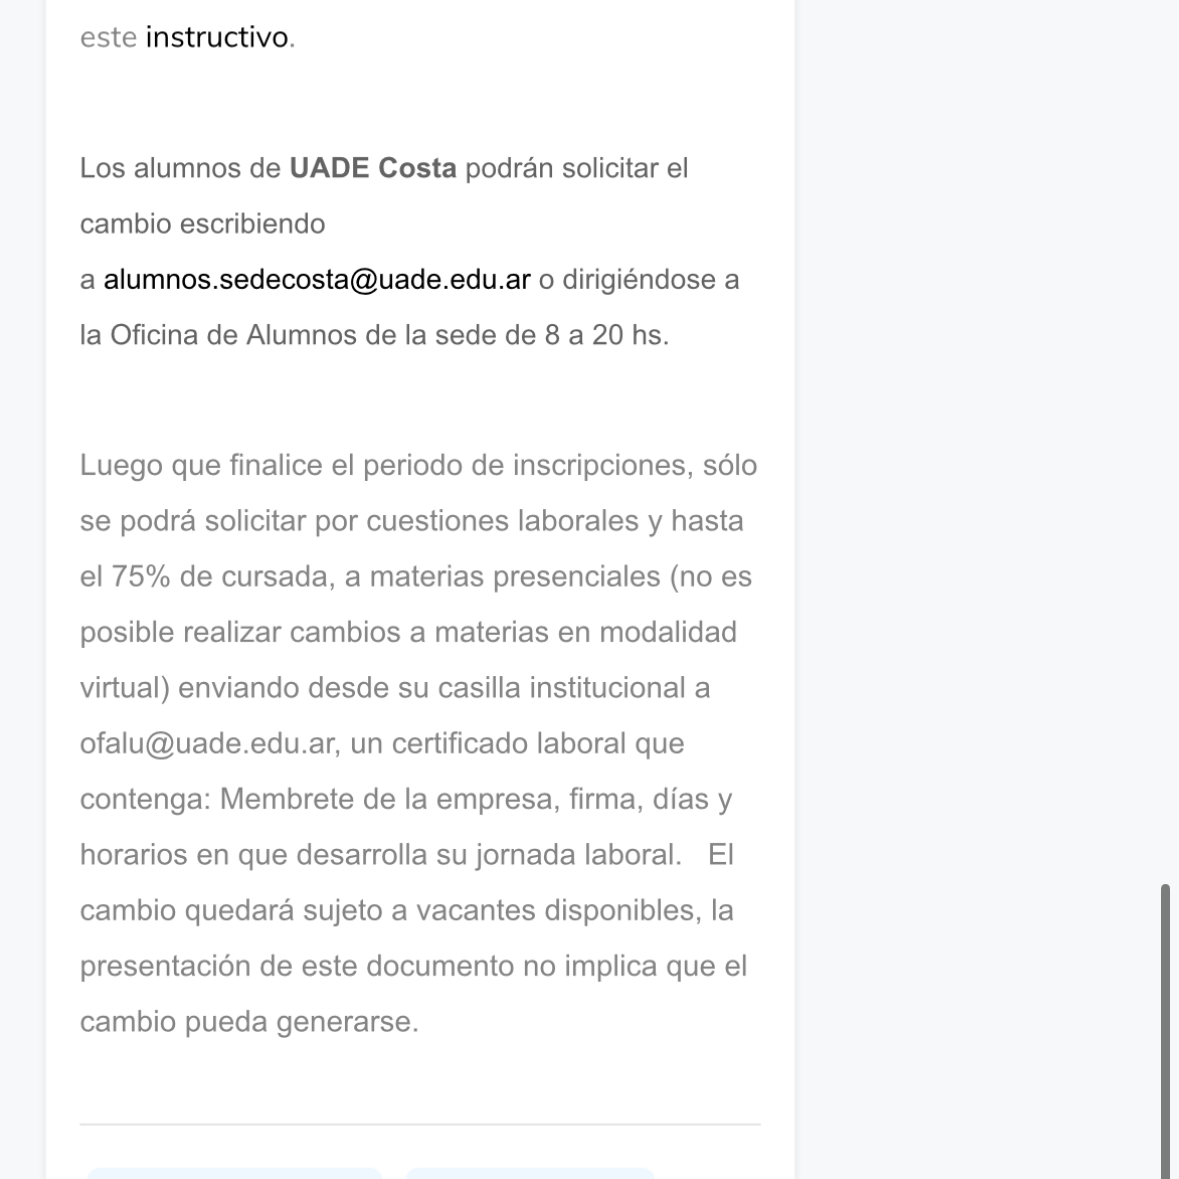 este instructivo.
Los alumnos de UADE Costa podrán solicitar el
cambio escribiendo
a alumnos.sedecosta@uade.edu.ar o dirigiéndose a
la Oficina de Alumnos de la sede de 8 a 20 hs.
Luego que finalice el periodo de inscripciones, sólo
se podrá solicitar por cuestiones laborales y hasta
el 75% de cursada, a materias presenciales (no es
posible realizar cambios a materias en modalidad
virtual) enviando desde su casilla institucional a
ofalu@uade.edu.ar, un certificado laboral que
contenga: Membrete de la empresa, firma, días y
horarios en que desarrolla su jornada laboral.   El
cambio quedará sujeto a vacantes disponibles, la
presentación de este documento no implica que el
cambio pueda generarse.